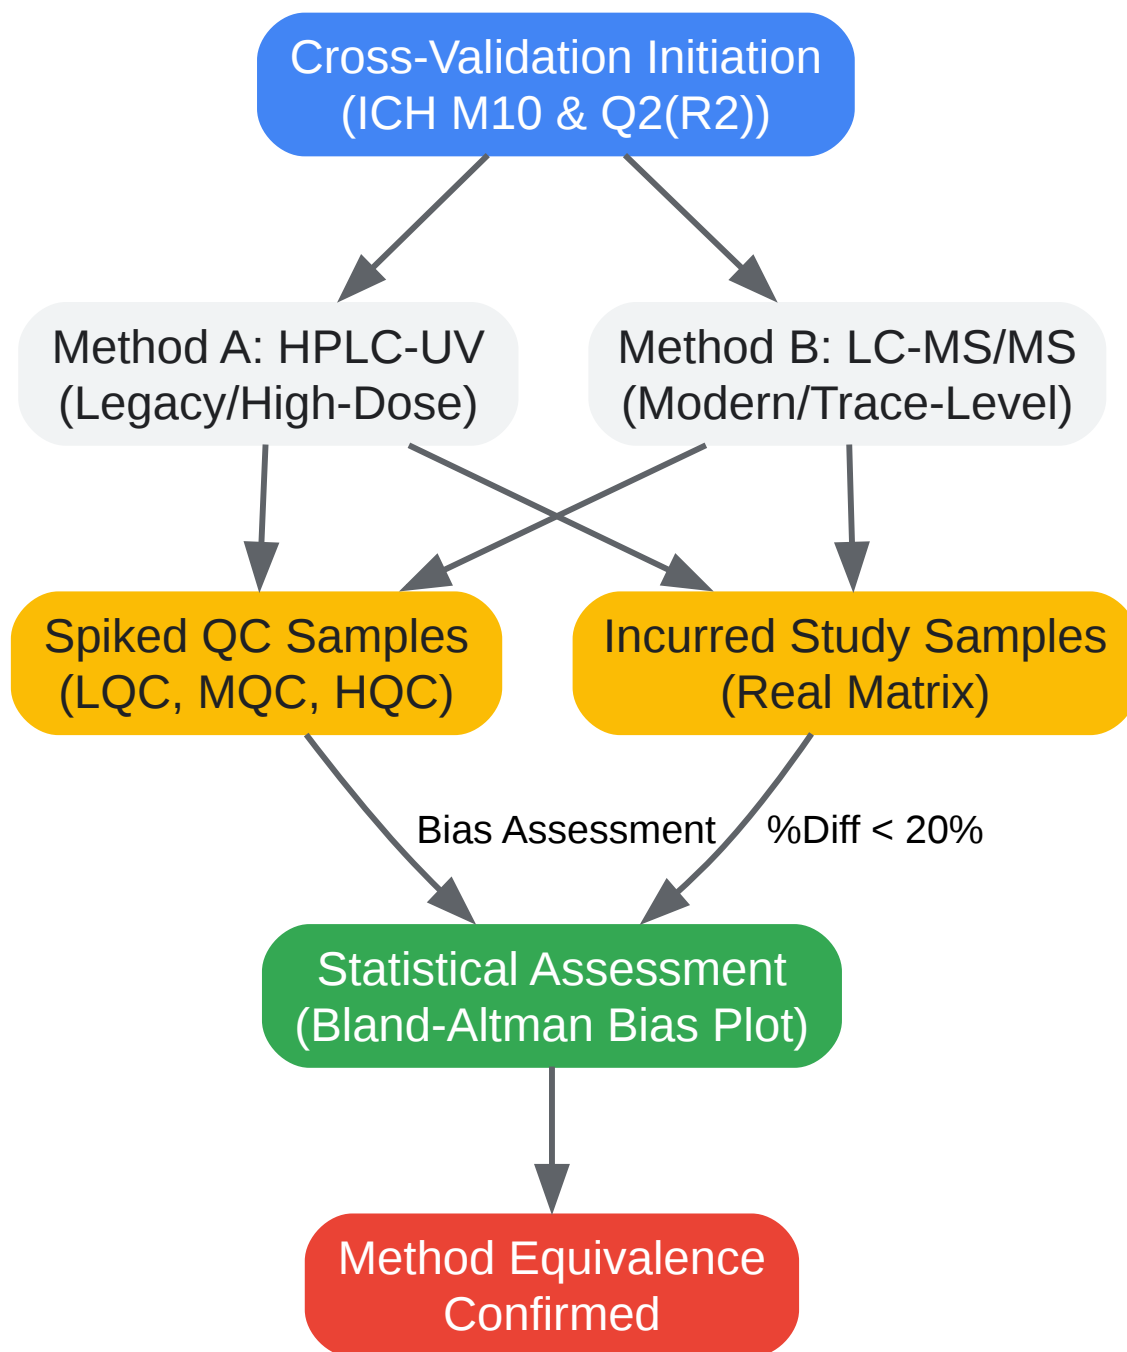 Cross-Validation Initiation
(ICH M10 & Q2(R2))
Method A: HPLC-UV
(Legacy/High-Dose)
Method B: LC-MS/MS
(Modern/Trace-Level)
Spiked QC Samples
(LQC, MQC, HQC)
Incurred Study Samples
(Real Matrix)
Bias Assessment
%Diff < 20%
Statistical Assessment
(Bland-Altman Bias Plot)
Method Equivalence
Confirmed